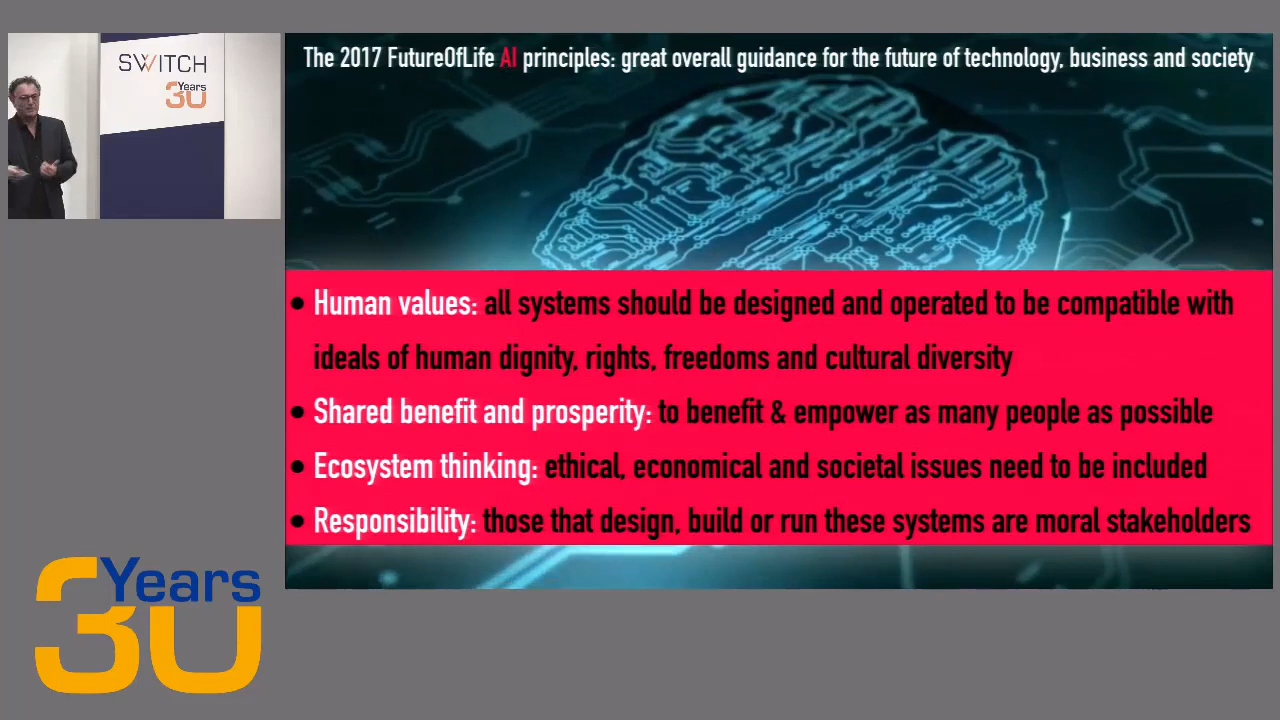 SWITCH
Years
30
The 2017 FutureOfLife AI principles: great overall guidance for the future of technology, business and society
• Human values: all systems should be designed and operated to be compatible with
ideals of human dignity, rights, freedoms and cultural diversity
• Shared benefit and prosperity: to benefit & empower as many people as possible
• Ecosystem thinking: ethical, economical and societal issues need to be included
• Responsibility: those that design, build or run these systems are moral stakeholders
Years
30